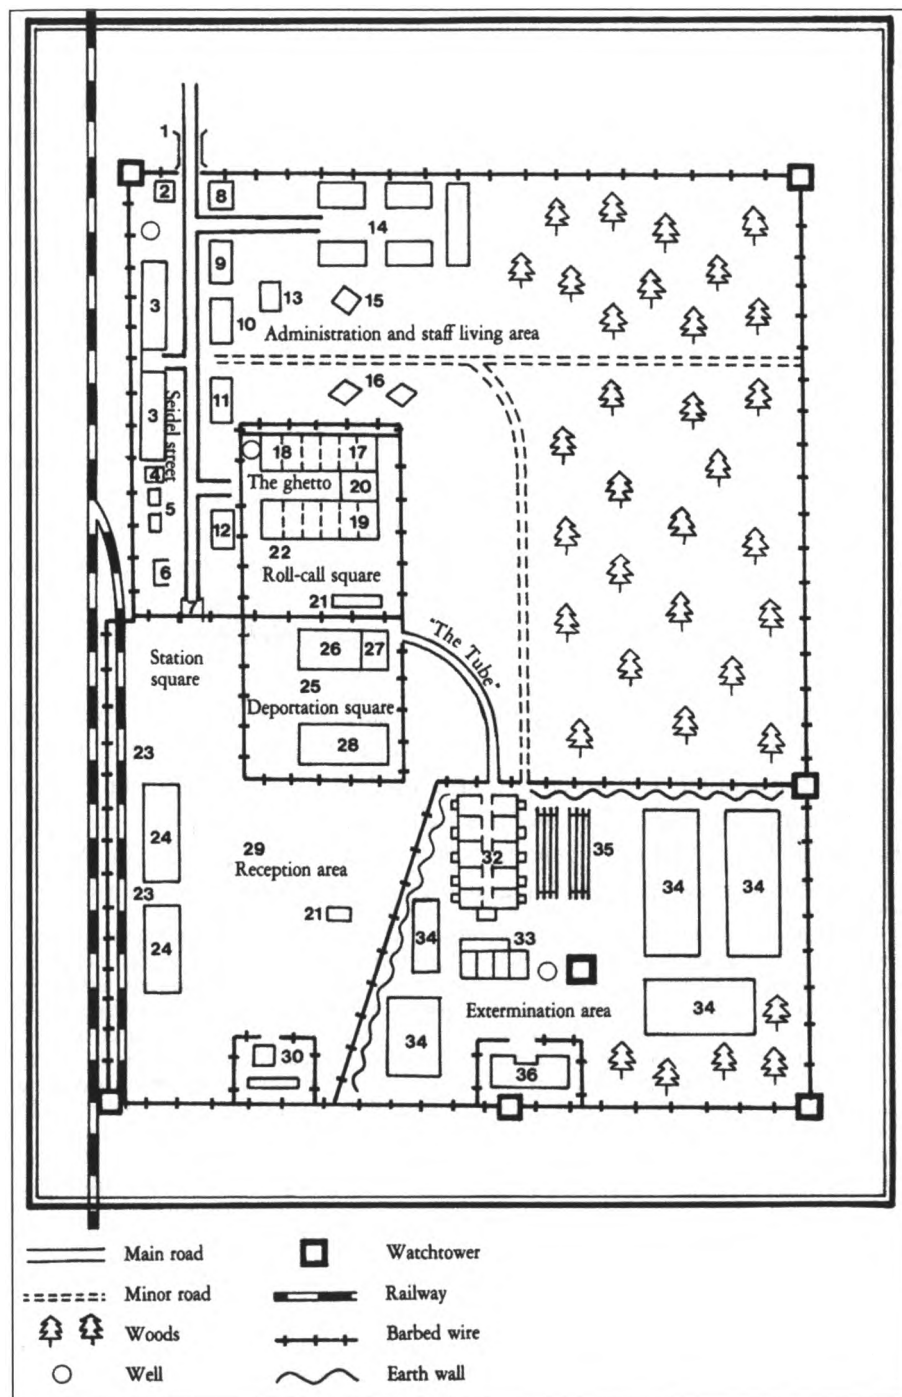 1
2
8
14
9
3
13
15
10
Administration and staff living area
16
3
Seidel street
11
18
17
4
The ghetto
20
5
12
19
22
6
Roll-call square
7
21
"The Tube"
Station
square
26
27
25
Deportation square
23
28
24
29
32
35
Reception area
34
34
23
21
24
34
33
34
Extermination area
34
30
36
Main road
Watchtower
Minor road
Railway
Woods
Barbed wire
Well
Earth wall